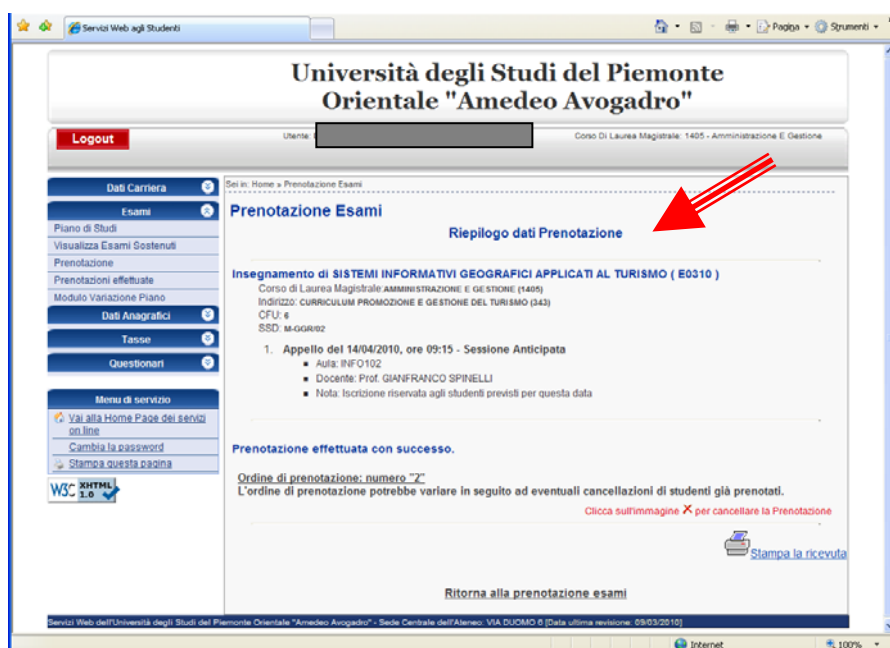 Servizi Web agli Studenti
Pagina
Strumenti
Università degli Studi del Piemonte
Orientale "Amedeo Avogadro"
Logout
Utente:
Corso Di Laurea Magistrale: 1405 - Amministrazione E Gestione
Dati Carriera
Esami
Piano di Studi
Visualizza Esami Sostenuti
Prenotazione
Prenotazioni effettuate
Modulo Variazione Piano
Dati Anagrafici
Tasse
Questionari
Menu di servizio
Vai alla Home Page dei servizi
on line
Cambia la password
Stampa questa pagina
W3C XHTML
1.0
Sei in: Home » Prenotazione Esami
Prenotazione Esami
Riepilogo dati Prenotazione
Insegnamento di SISTEMI INFORMATIVI GEOGRAFICI APPLICATI AL TURISMO ( E0310 )
Corso di Laurea Magistrale:AMMINISTRAZIONE E GESTIONE (1405)
Indirizzo: CURRICULUM PROMOZIONE E GESTIONE DEL TURISMO (343)
CFU: 6
SSD: M-GGR/02
1. Appello del 14/04/2010, ore 09:15 - Sessione Anticipata
Aula: INFO102
Docente: Prof. GIANFRANCO SPINELLI
Nota: Iscrizione riservata agli studenti previsti per questa data
Prenotazione effettuata con successo.
Ordine di prenotazione: numero "2"
L'ordine di prenotazione potrebbe variare in seguito ad eventuali cancellazioni di studenti già prenotati.
Clicca sull'immagine X per cancellare la Prenotazione
Stampa la ricevuta
Ritorna alla prenotazione esami
Servizi Web dell'Università degli Studi del Piemonte Orientale "Amedeo Avogadro" - Sede Centrale dell'Ateneo: VIA DUOMO 6 [Data ultima revisione: 09/03/2010]
Internet
100%